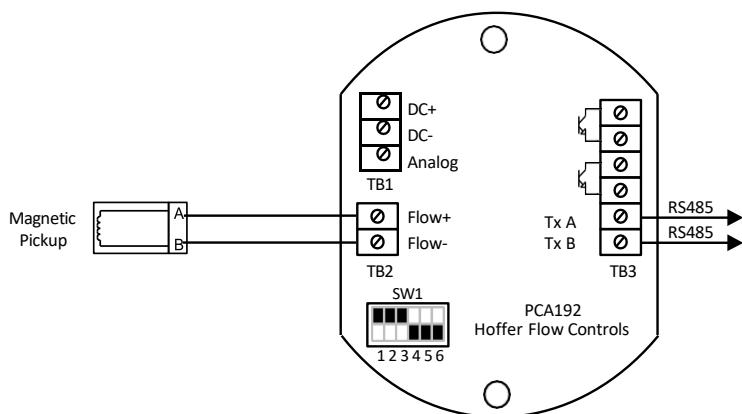 DC+
DC-
Analog
TB1
Magnetic
Pickup
A
B
Flow+
Flow-
TB2
SW1
1 2 3 4 5 6
Tx A
Tx B
RS485
RS485
TB3
PCA192
Hoffer Flow Controls